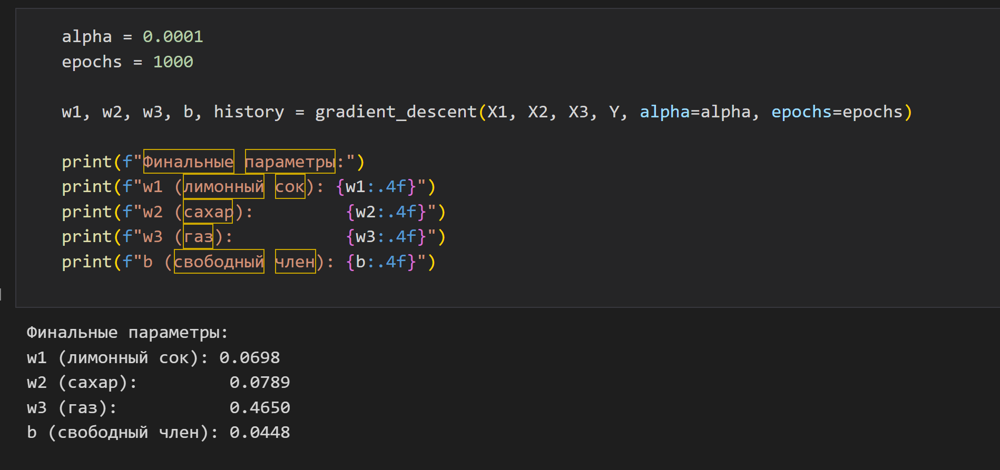 alpha = 0.0001
epochs = 1000
w1, w2, w3, b, history = gradient_descent(X1, X2, X3, Y, alpha=alpha, epochs=epochs)
print(f"Финальные параметры:")
print(f"w1 (лимонный сок): {w1:.4f}")
print(f"w2 (сахар):         {w2:.4f}")
print(f"w3 (газ):           {w3:.4f}")
print(f"b (свободный член): {b:.4f}")
Финальные параметры:
w1 (лимонный сок): 0.0698
w2 (сахар):         0.0789
w3 (газ):           0.4650
b (свободный член): 0.0448